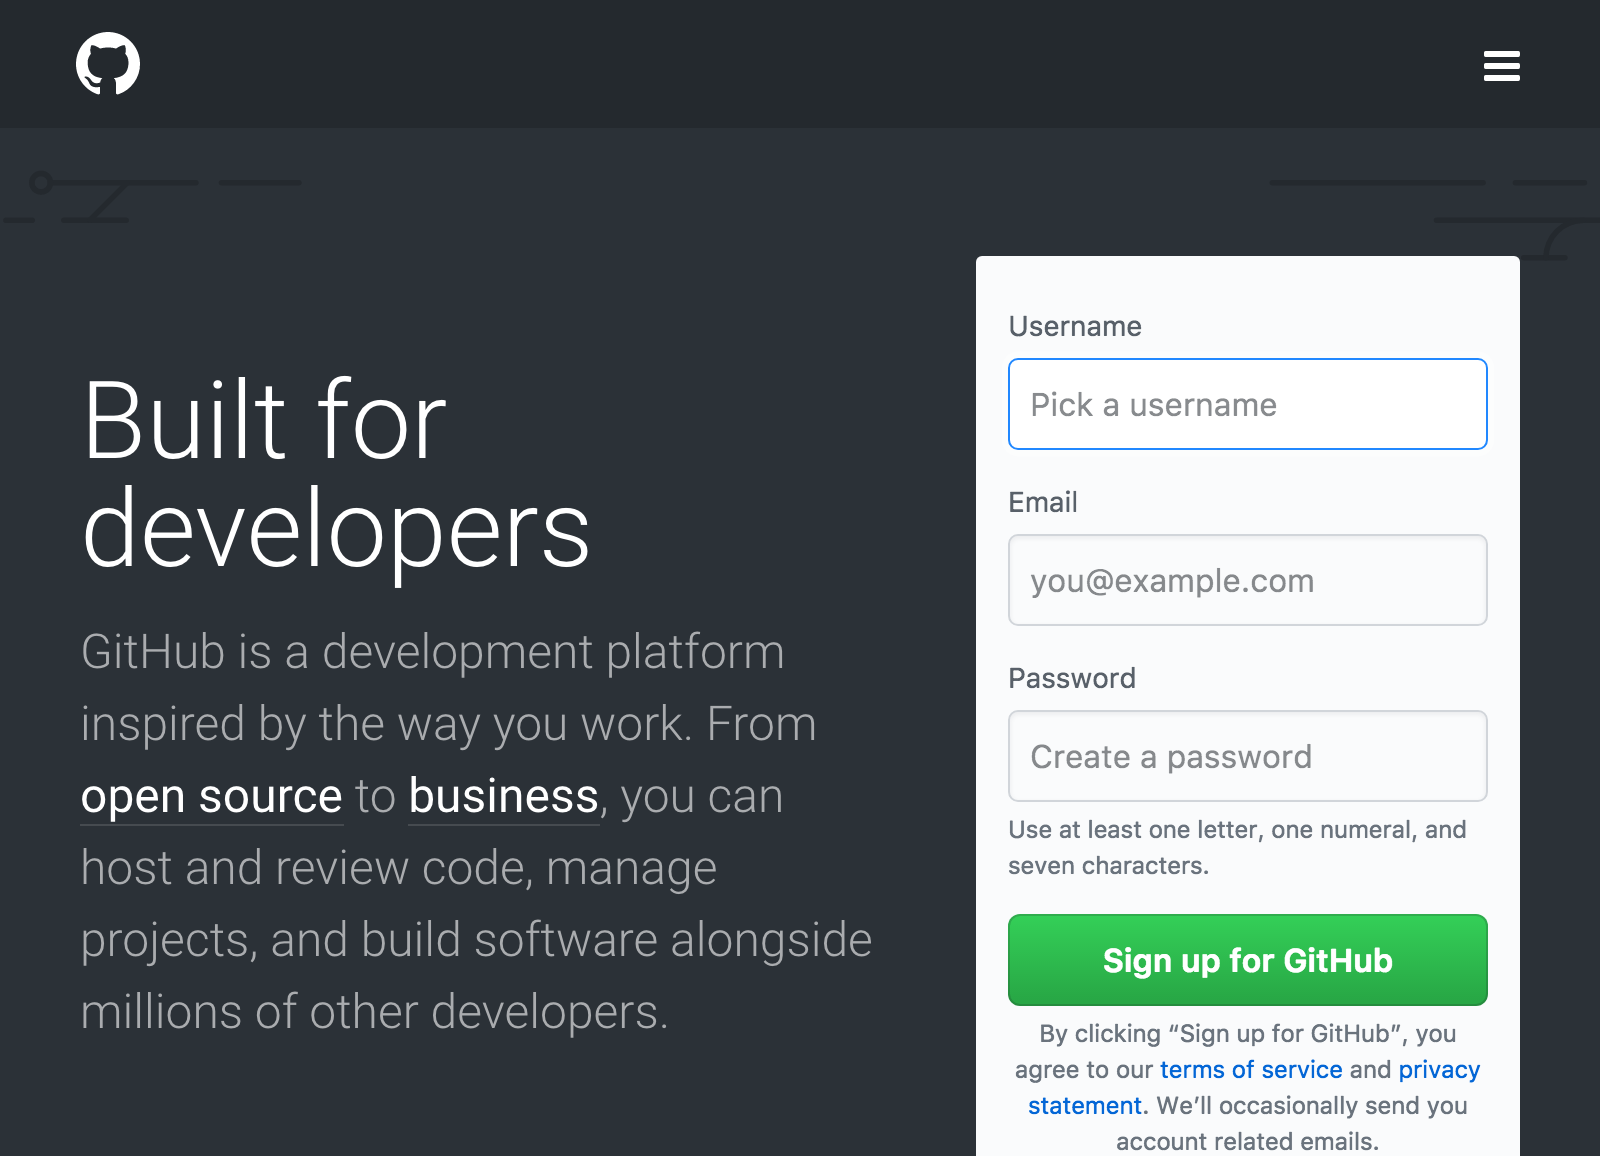 Built for
developers
GitHub is a development platform
inspired by the way you work. From
open source to business, you can
host and review code, manage
projects, and build software alongside
millions of other developers.
Username
Pick a username
Email
you@example.com
Password
Create a password
Use at least one letter, one numeral, and
seven characters.
Sign up for GitHub
By clicking “Sign up for GitHub”, you
agree to our terms of service and privacy
statement. We’ll occasionally send you
account related emails.